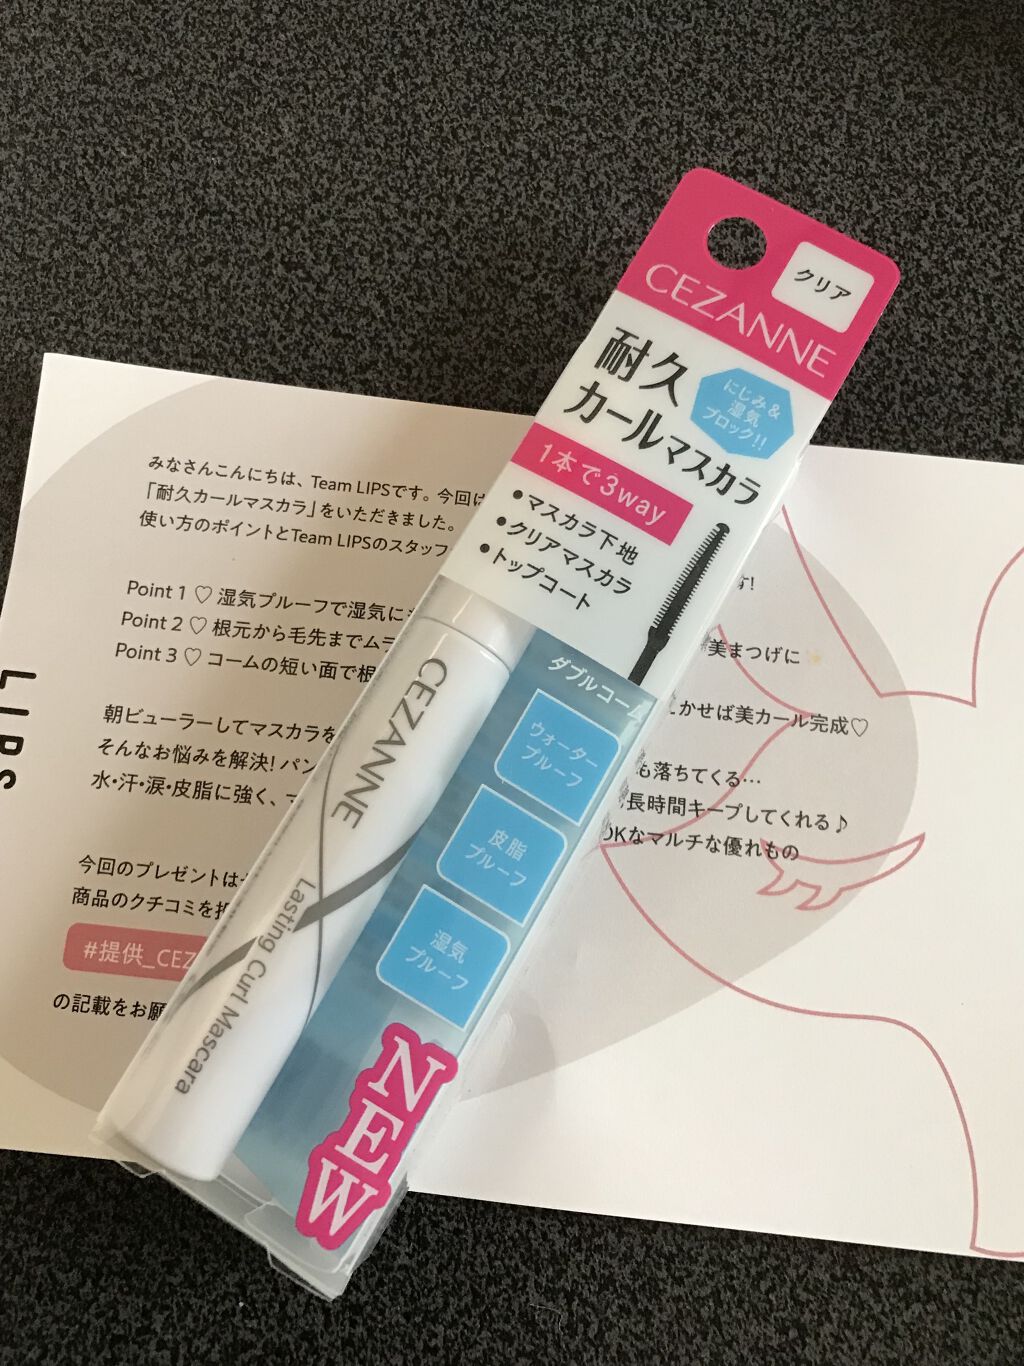 クリア
CEZANNE
耐久
カールマスカラ
にじみ&
湿気
ブロック!!
1本で3way
●マスカラ下地
●クリアマスカラ
●トップコート
ダブルコーム
ウォーター
プルーフ
皮脂
プルーフ
湿気
プルーフ
NEW
CEZANNE
Lasting Curl Mascara
LIPS
みなさんこんにちは、Team LIPSです。今回は
「耐久カールマスカラ」をいただきました。
使い方のポイントとTeam LIPSのスタッフ
Point 1 ♡ 湿気プルーフで湿気に
Point 2 ♡ 根元から毛先までムラ
Point 3 ♡ コームの短い面で根
朝ビューラーしてマスカラを
そんなお悩みを解決! パン
水・汗・涙・皮脂に強く、
今回のプレゼントは
商品のクチコミを
#提供_CEZ
の記載をお願
す!
美まつげに
かせば美カール完成♡
も落ちてくる…
長時間キープしてくれる♪
OKなマルチな優れもの